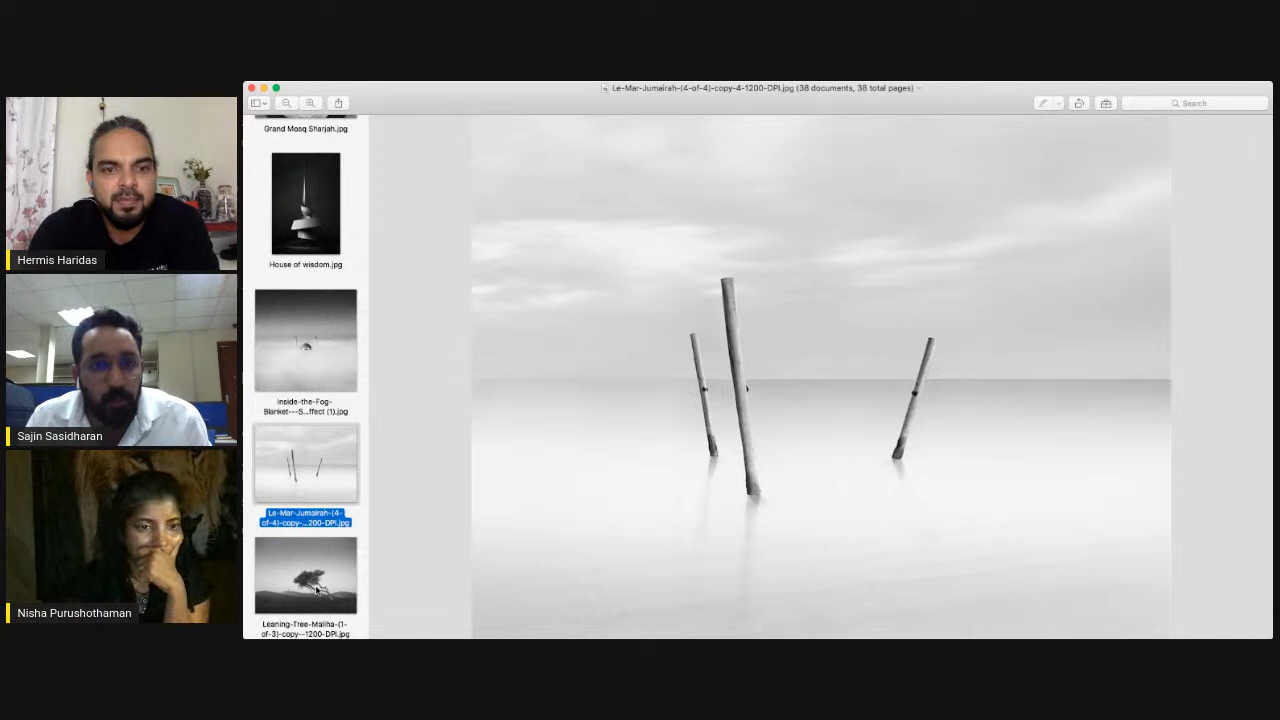 Le-Mar-Jumairah-(4-of-4)-copy-4-1200-DPI.jpg (38 documents, 38 total pages)
Search
Grand Mosq Sharjah.jpg
House of wisdom.jpg
Inside-the-Fog-
Blanket---S...ffect (1).jpg
Le-Mar-Jumairah-(4-
of-4)-copy-...200-DPI.jpg
Leaning-Tree-Maliha-(1-
of-3)-copy--1200-DPI.jpg
Hermis Haridas
Sajin Sasidharan
Nisha Purushothaman